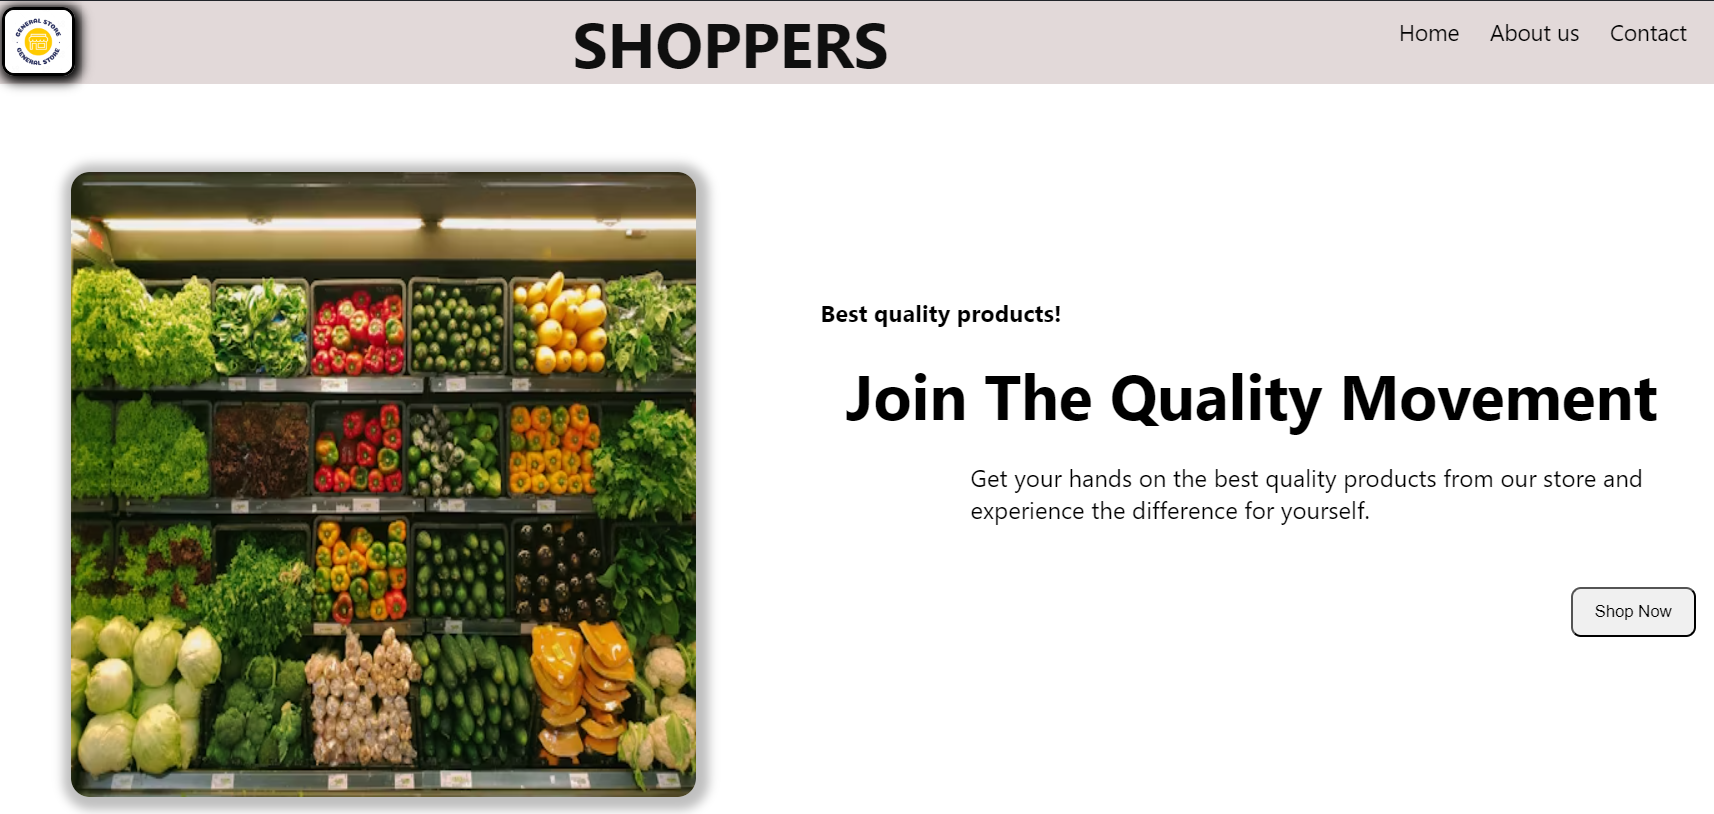 GENERAL STORE
GENERAL STORE
SHOPPERS
Home About us Contact
Best quality products!
Join The Quality Movement
Get your hands on the best quality products from our store and
experience the difference for yourself.
Shop Now